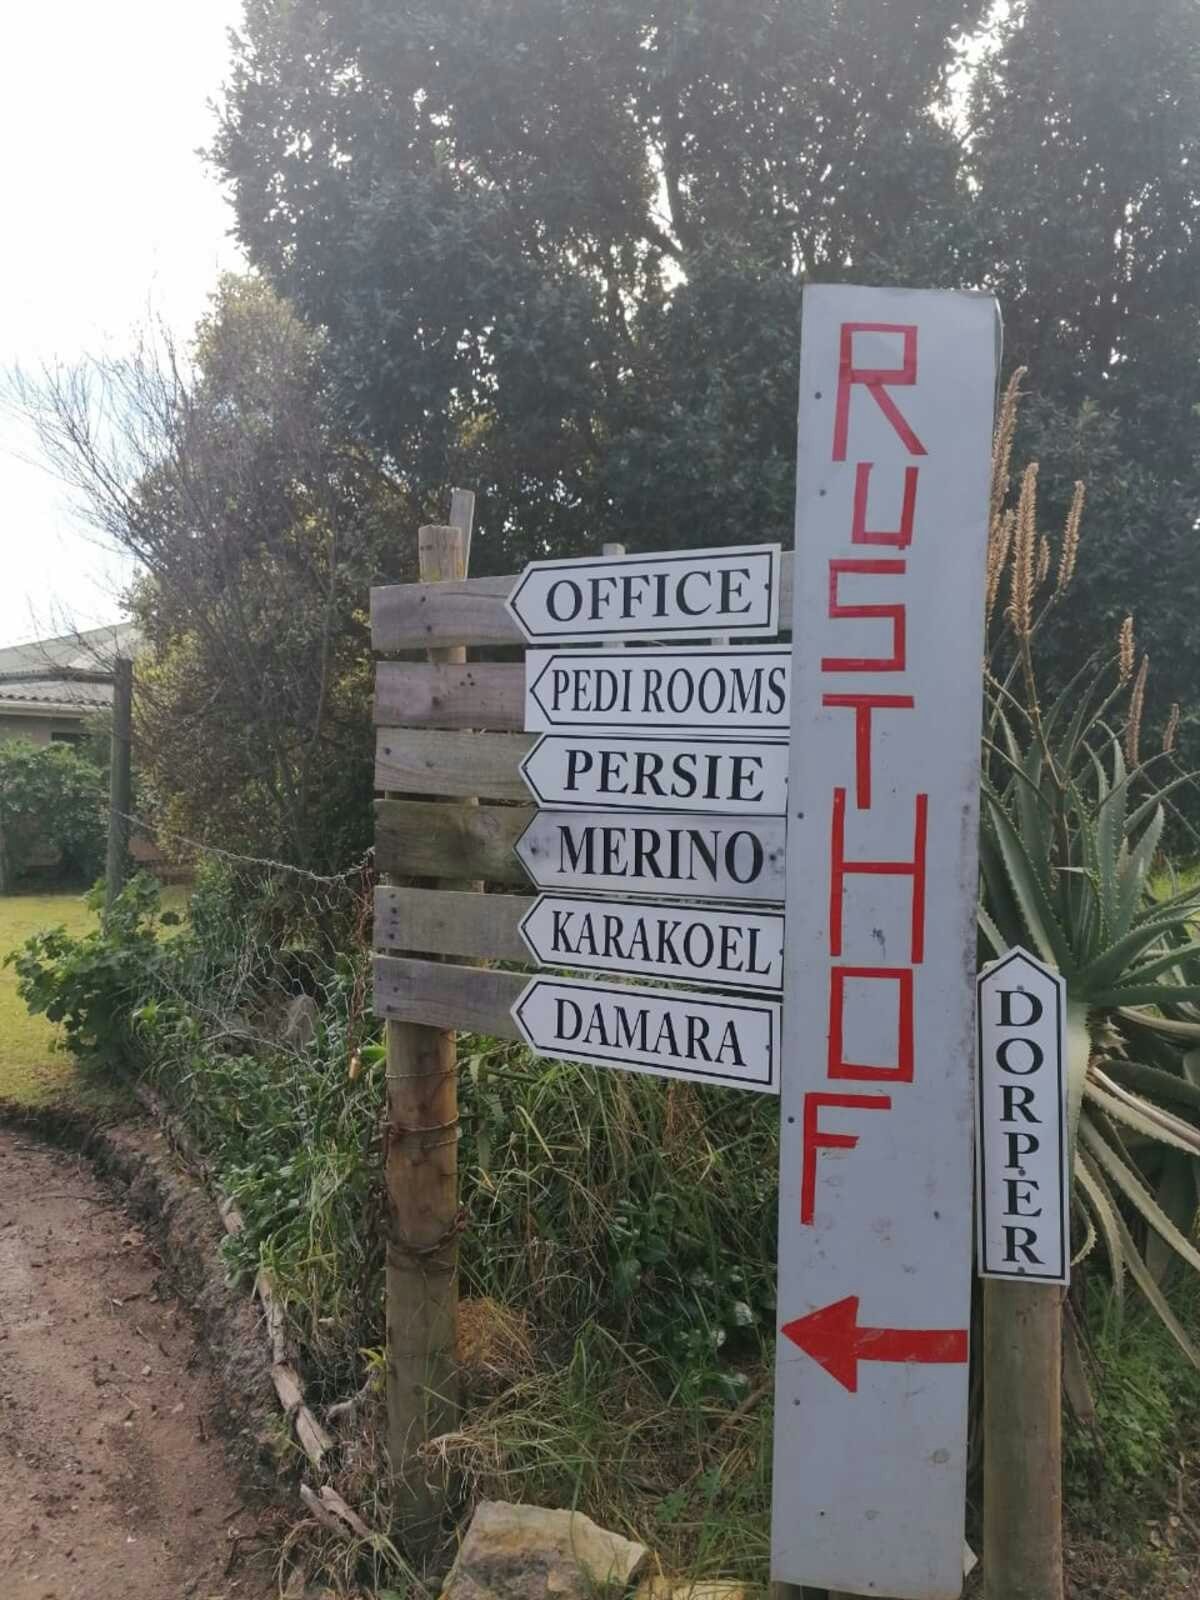 OFFICE
PEDI ROOMS
PERSIE
MERINO
KARAKOEL
DAMARA
RUSTHOF
DORPER